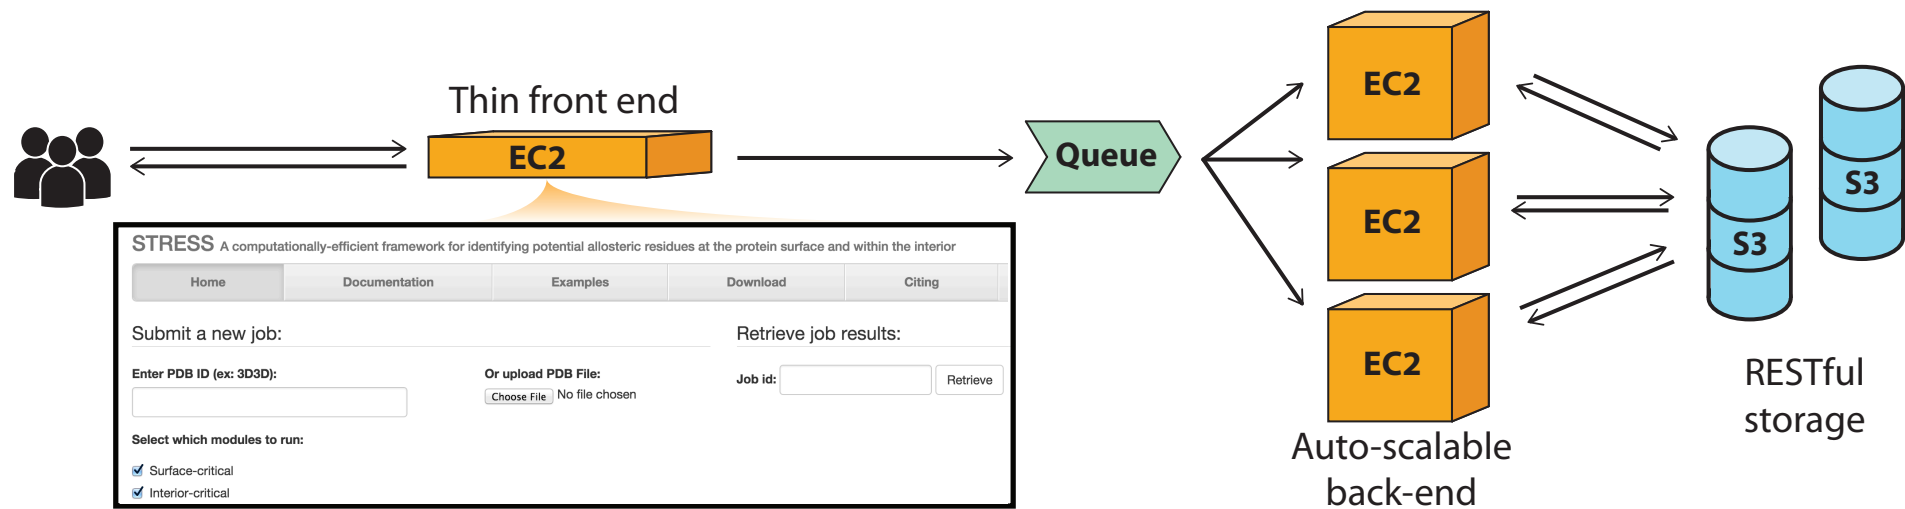 Thin front end
EC2
Queue
EC2
EC2
EC2
Auto-scalable
back-end
S3
S3
RESTful
storage
STRESS A computationally-efficient framework for identifying potential allosteric residues at the protein surface and within the interior
Home Documentation Examples Download Citing
Submit a new job:
Retrieve job results:
Enter PDB ID (ex: 3D3D):
Or upload PDB File:
Choose File No file chosen
Job id: Retrieve
Select which modules to run:
Surface-critical
Interior-critical